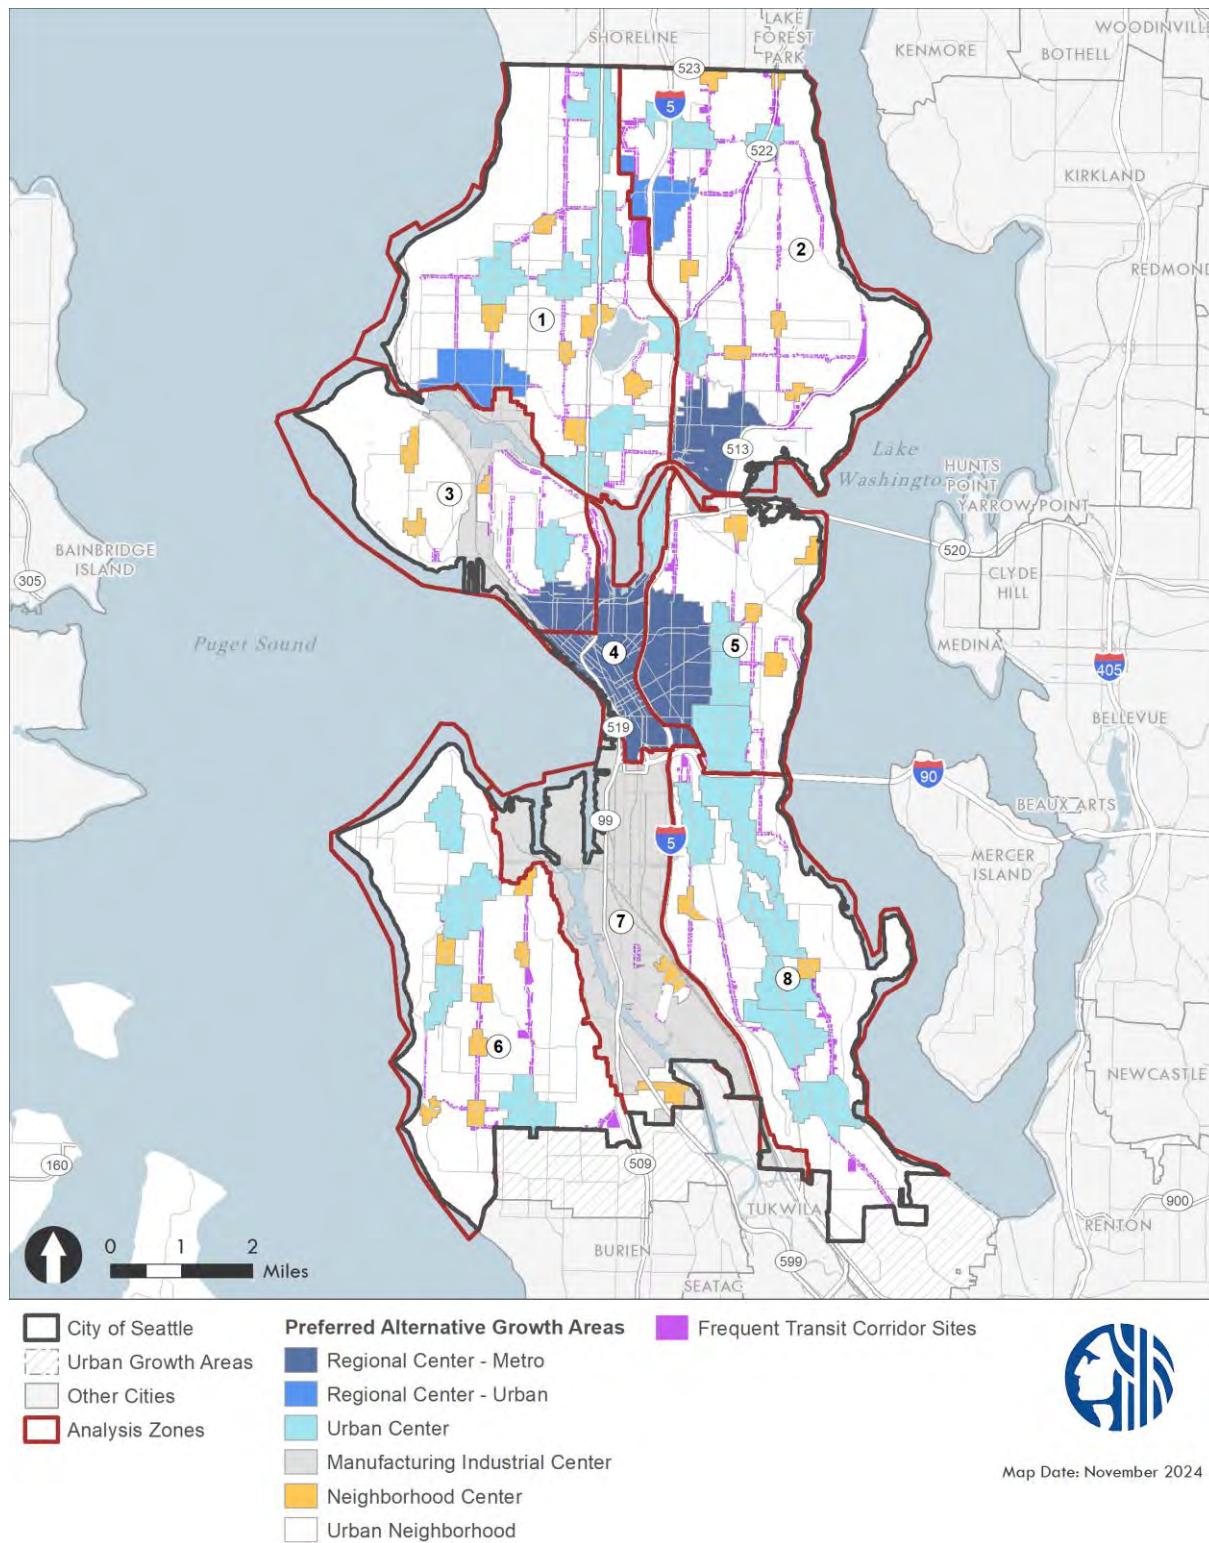 SHORELINE
LAKE
FOREST
PARK
WOODINVILLE
KENMORE
BOTHELL
523
5
522
KIRKLAND
2
REDMOND
1
513
Lake
Washington
HUNTS
POINT
YARROW POINT
3
520
BAINBRIDGE
ISLAND
305
CLYDE
HILL
MEDINA
Puget Sound
4
5
405
519
BELLEVUE
90
BEAUX ARTS
99
5
MERCER
ISLAND
7
8
6
NEWCASTLE
160
509
TUKWILA
900
RENTON
BURIEN
599
SEATAC
0 1 2
Miles
City of Seattle
Urban Growth Areas
Other Cities
Analysis Zones
Preferred Alternative Growth Areas
Regional Center - Metro
Regional Center - Urban
Urban Center
Manufacturing Industrial Center
Neighborhood Center
Urban Neighborhood
Frequent Transit Corridor Sites
Map Date: November 2024